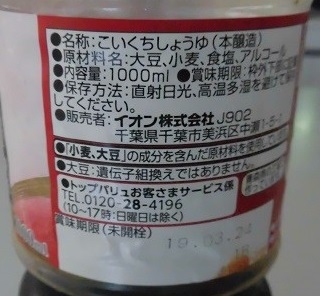 ●名称:こいくちしょうゆ(本醸造)
●原材料名:大豆、小麦、食塩、アルコール
●内容量:1000ml ●賞味期限:枠外下部に
●保存方法:直射日光、高温多湿を避けて
してください。
●販売者:イオン株式会社 J902
千葉県千葉市美浜区中瀬1-5-1
●「小麦、大豆」の成分を含んだ原材料を使用してい
●大豆:遺伝子組換えではありません。
●トップバリュお客さまサービス係
TEL.0120-28-4196
(10〜17時:日曜日は除く)
賞味期限(未開栓)
19.03.24